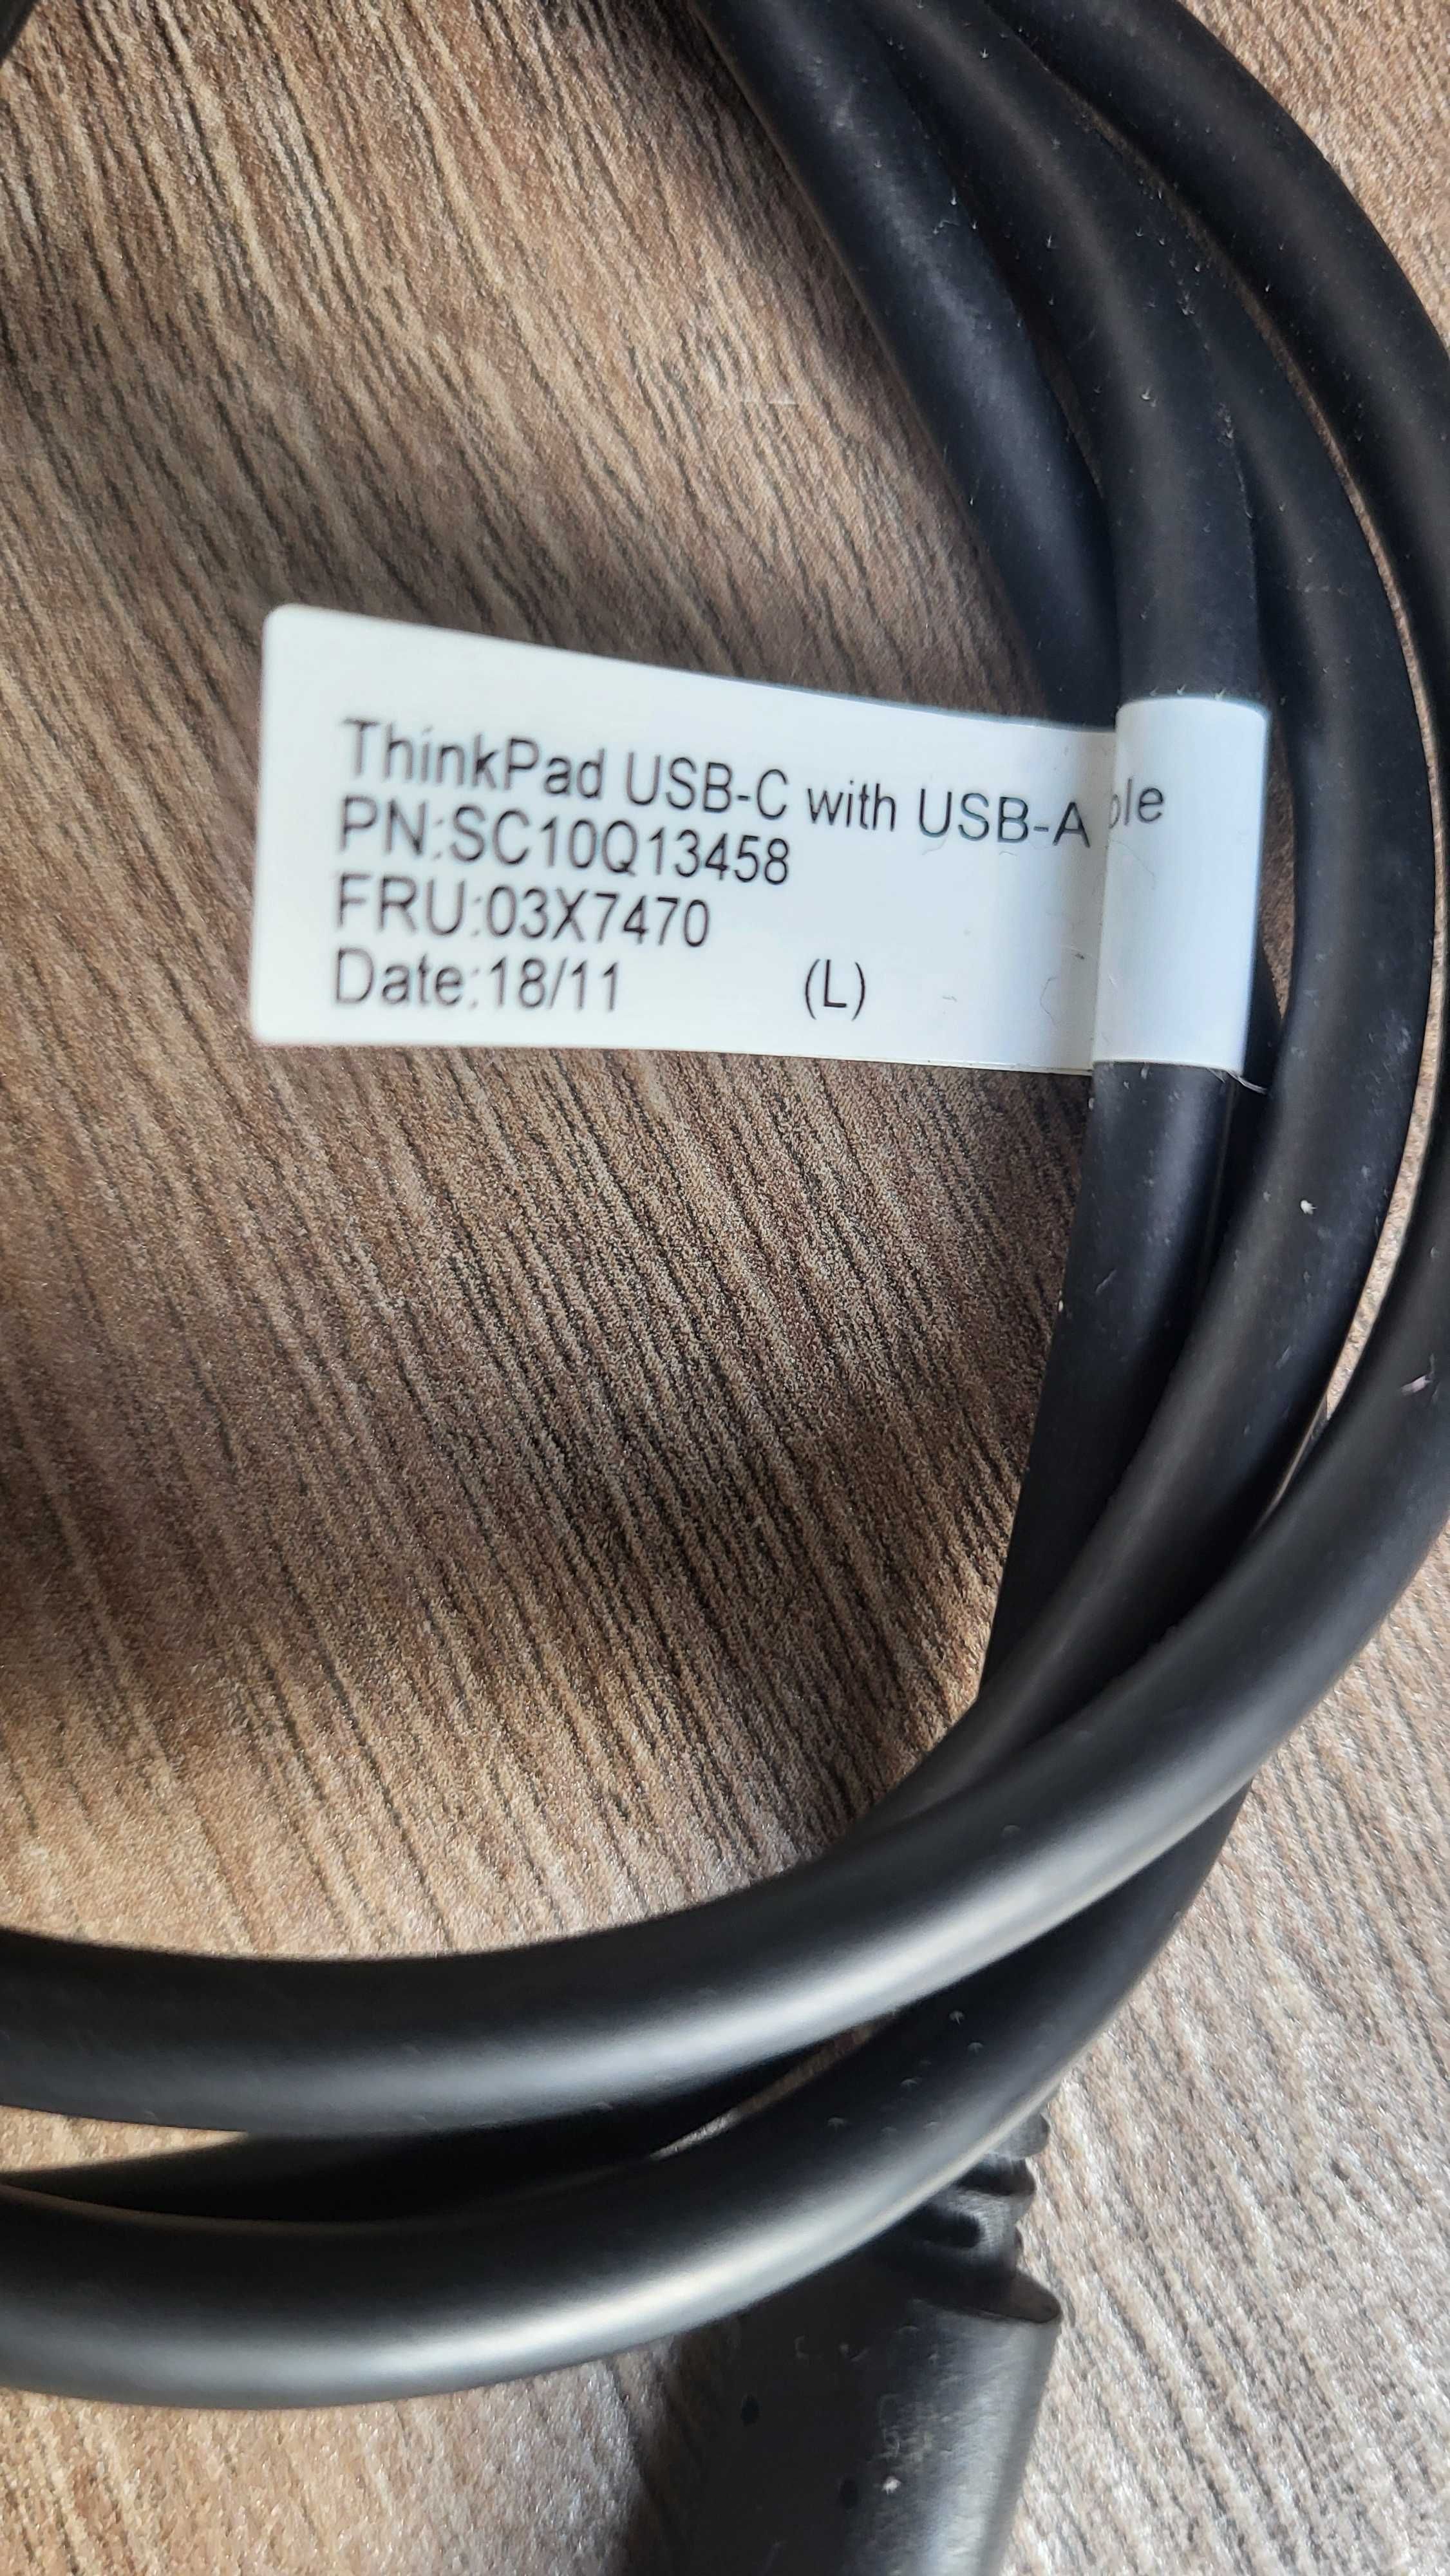 ThinkPad USB-C with USB-A
PN:SC10Q13458
FRU:03X7470
Date:18/11 (L)